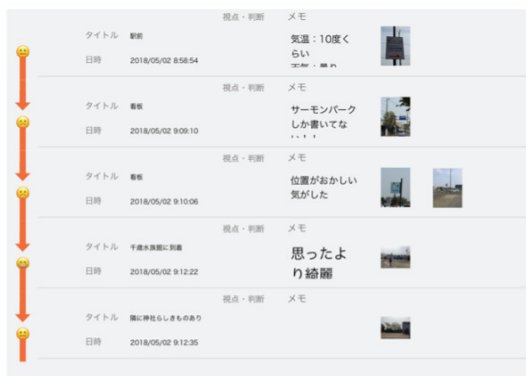 視点・判断 メモ
タイトル 駅前
気温：10度く
らい
天気：曇り
日時 2018/05/02 8:58:54
視点・判断 メモ
タイトル 看板
サーモンパーク
しか書いてな
い！！
日時 2018/05/02 9:09:10
視点・判断 メモ
タイトル 看板
位置がおかしい
気がした
日時 2018/05/02 9:10:06
視点・判断 メモ
タイトル 千歳水族館に到着
思ったよ
り綺麗
日時 2018/05/02 9:12:22
視点・判断 メモ
タイトル 隣に神社らしきものあり
日時 2018/05/02 9:12:35